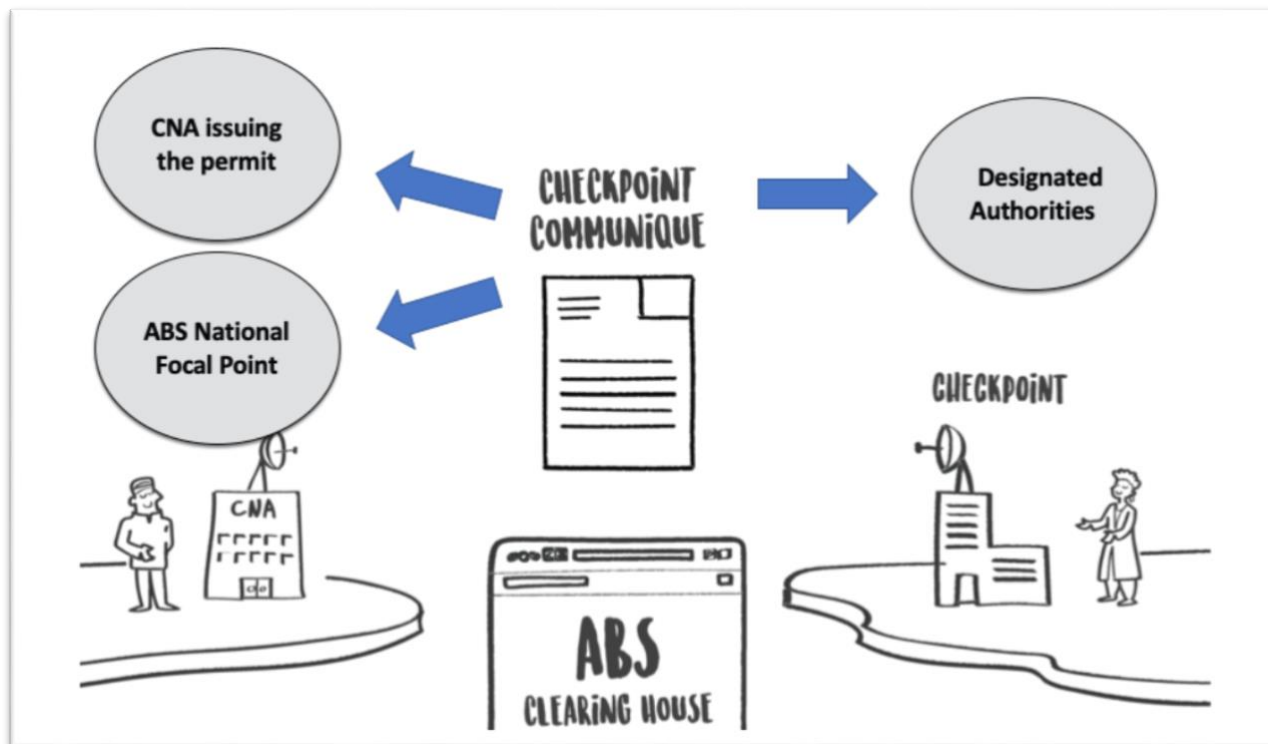 CNA issuing
the permit
CHECKPOINT
COMMUNIQUE
Designated
Authorities
ABS National
Focal Point
CHECKPOINT
CNA
ABS
CLEARING HOUSE